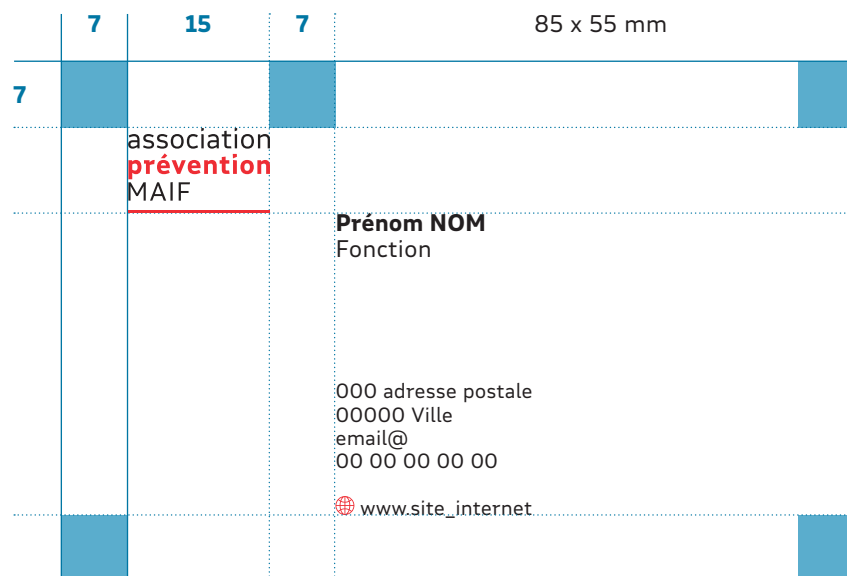 7 15 7 85 x 55 mm
7
association
prévention
MAIF
Prénom NOM
Fonction
000 adresse postale
00000 Ville
email@
00 00 00 00 00
www.site_internet